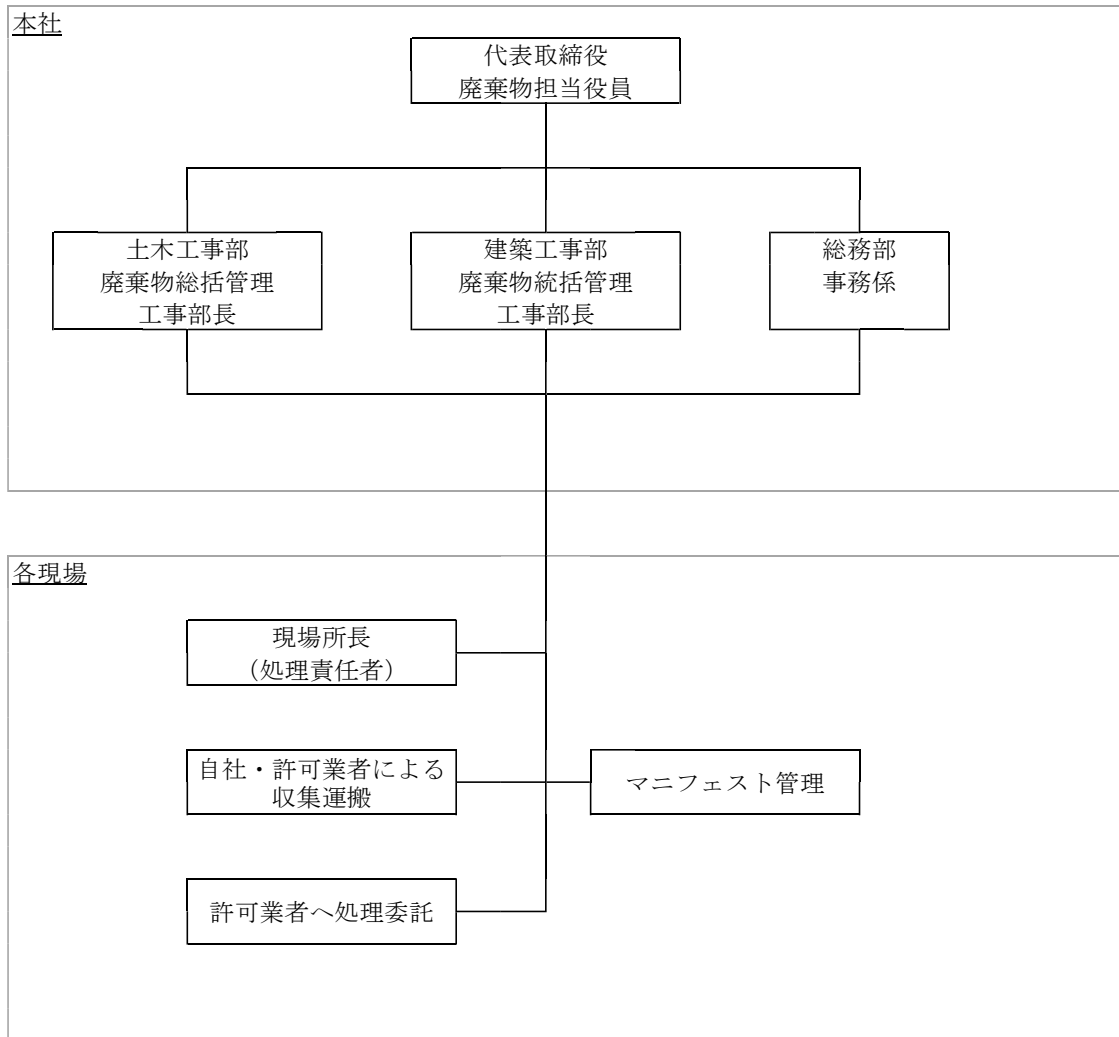 本社
代表取締役
廃棄物担当役員
土木工事部
廃棄物総括管理
工事部長
建築工事部
廃棄物統括管理
工事部長
総務部
事務係
各現場
現場所長
（処理責任者）
自社・許可業者による
収集運搬
マニフェスト管理
許可業者へ処理委託